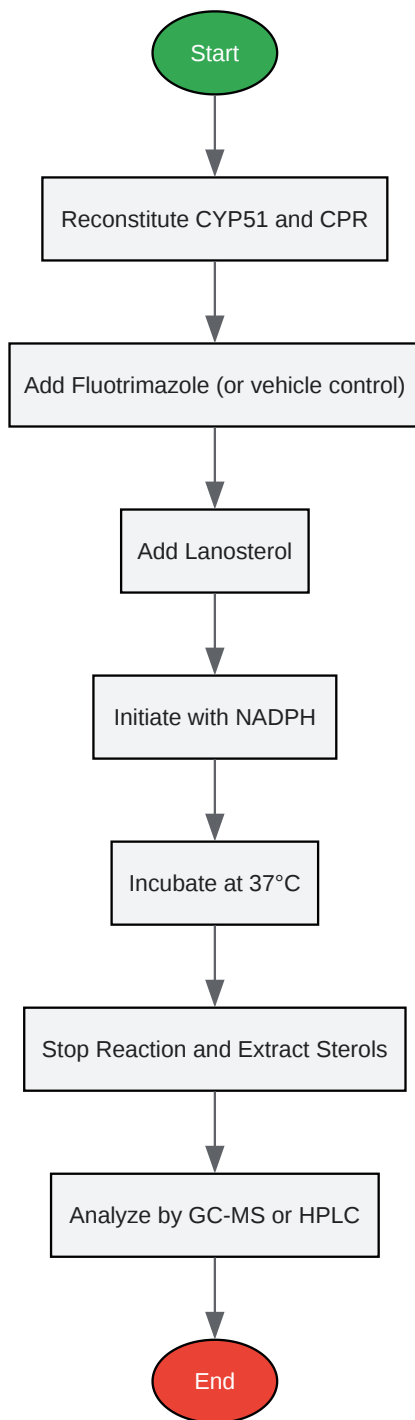 Start
Reconstitute CYP51 and CPR
Add Fluotrimazole (or vehicle control)
Add Lanosterol
Initiate with NADPH
Incubate at 37°C
Stop Reaction and Extract Sterols
Analyze by GC-MS or HPLC
End